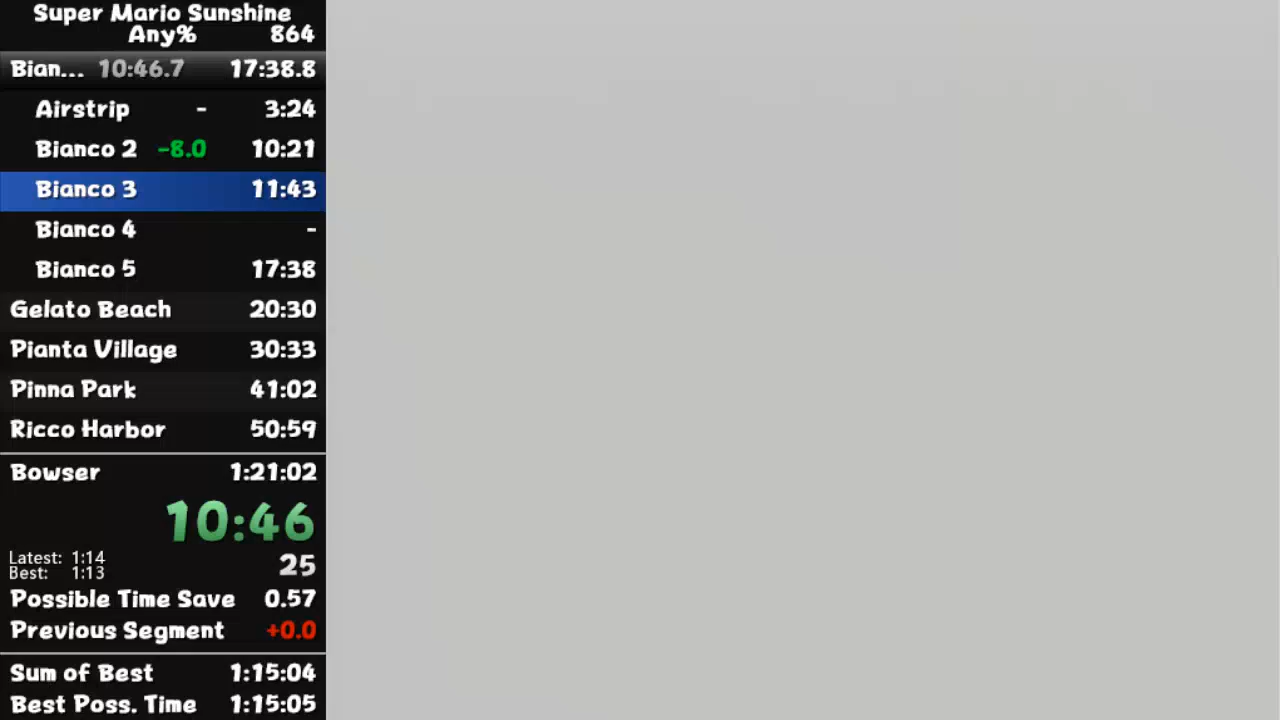 Super Mario Sunshine
Any% 864
Bian... 10:46.7 17:38.8
Airstrip - 3:24
Bianco 2 -8.0 10:21
Bianco 3 11:43
Bianco 4 -
Bianco 5 17:38
Gelato Beach 20:30
Pianta Village 30:33
Pinna Park 41:02
Ricco Harbor 50:59
Bowser 1:21:02
10:46
Latest: 1:14
Best: 1:13
25
Possible Time Save 0.57
Previous Segment +0.0
Sum of Best 1:15:04
Best Poss. Time 1:15:05